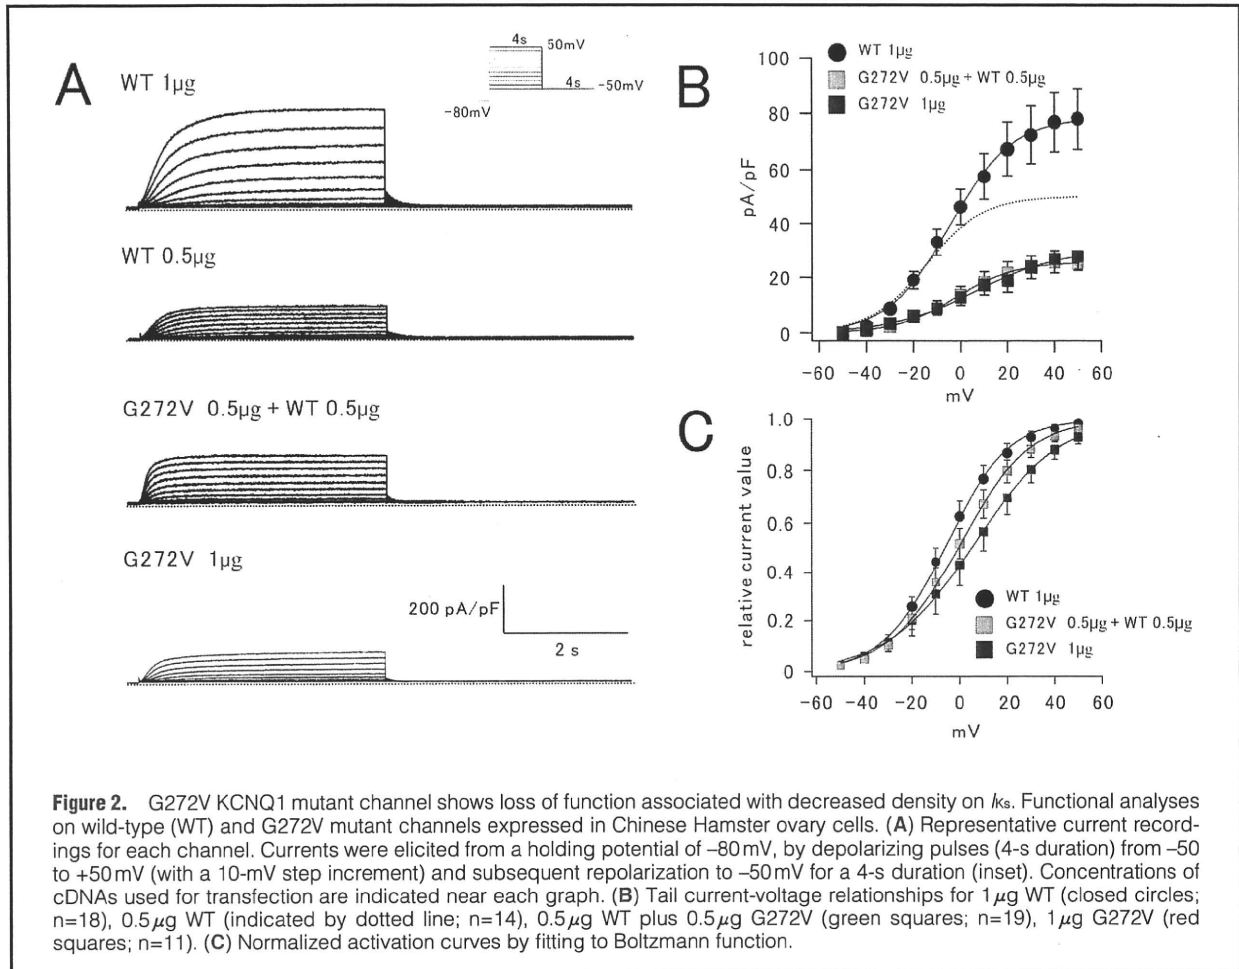 A
WT 1µg
4s
50mV
4s
-50mV
-80mV
WT 0.5µg
G272V 0.5µg + WT 0.5µg
G272V 1µg
200 pA/pF
2 s
B
WT 1µg
G272V 0.5µg + WT 0.5µg
G272V 1µg
pA/pF
100
80
60
40
20
0
-60 -40 -20 0 20 40 60
mV
C
relative current value
1.0
0.8
0.6
0.4
0.2
0
WT 1µg
G272V 0.5µg + WT 0.5µg
G272V 1µg
-60 -40 -20 0 20 40 60
mV
Figure 2. G272V KCNQ1 mutant channel shows loss of function associated with decreased density on IKs. Functional analyses
on wild-type (WT) and G272V mutant channels expressed in Chinese Hamster ovary cells. (A) Representative current record-
ings for each channel. Currents were elicited from a holding potential of –80 mV, by depolarizing pulses (4-s duration) from –50
to +50 mV (with a 10-mV step increment) and subsequent repolarization to –50 mV for a 4-s duration (inset). Concentrations of
cDNAs used for transfection are indicated near each graph. (B) Tail current-voltage relationships for 1 µg WT (closed circles;
n=18), 0.5 µg WT (indicated by dotted line; n=14), 0.5 µg WT plus 0.5 µg G272V (green squares; n=19), 1 µg G272V (red
squares; n=11). (C) Normalized activation curves by fitting to Boltzmann function.